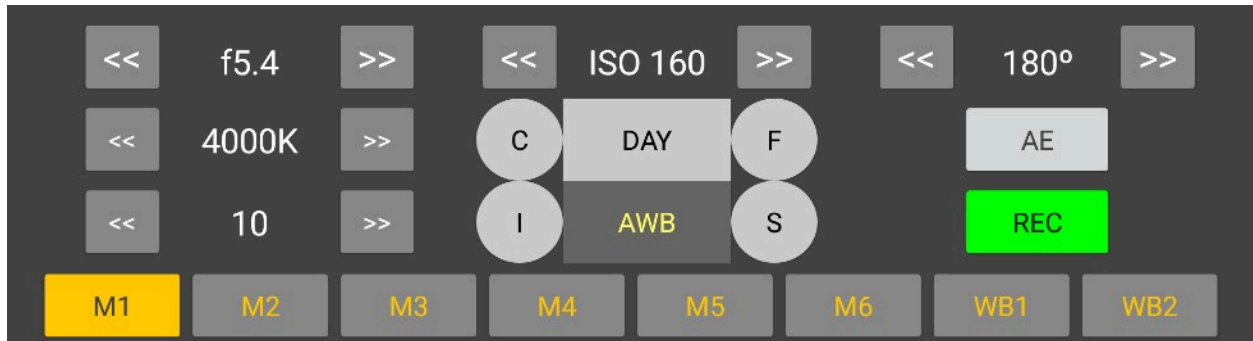 << f5.4 >> << ISO 160 >> << 180º >>
<< 4000K >> C DAY F AE
<< 10 >> I AWB S REC
M1 M2 M3 M4 M5 M6 WB1 WB2